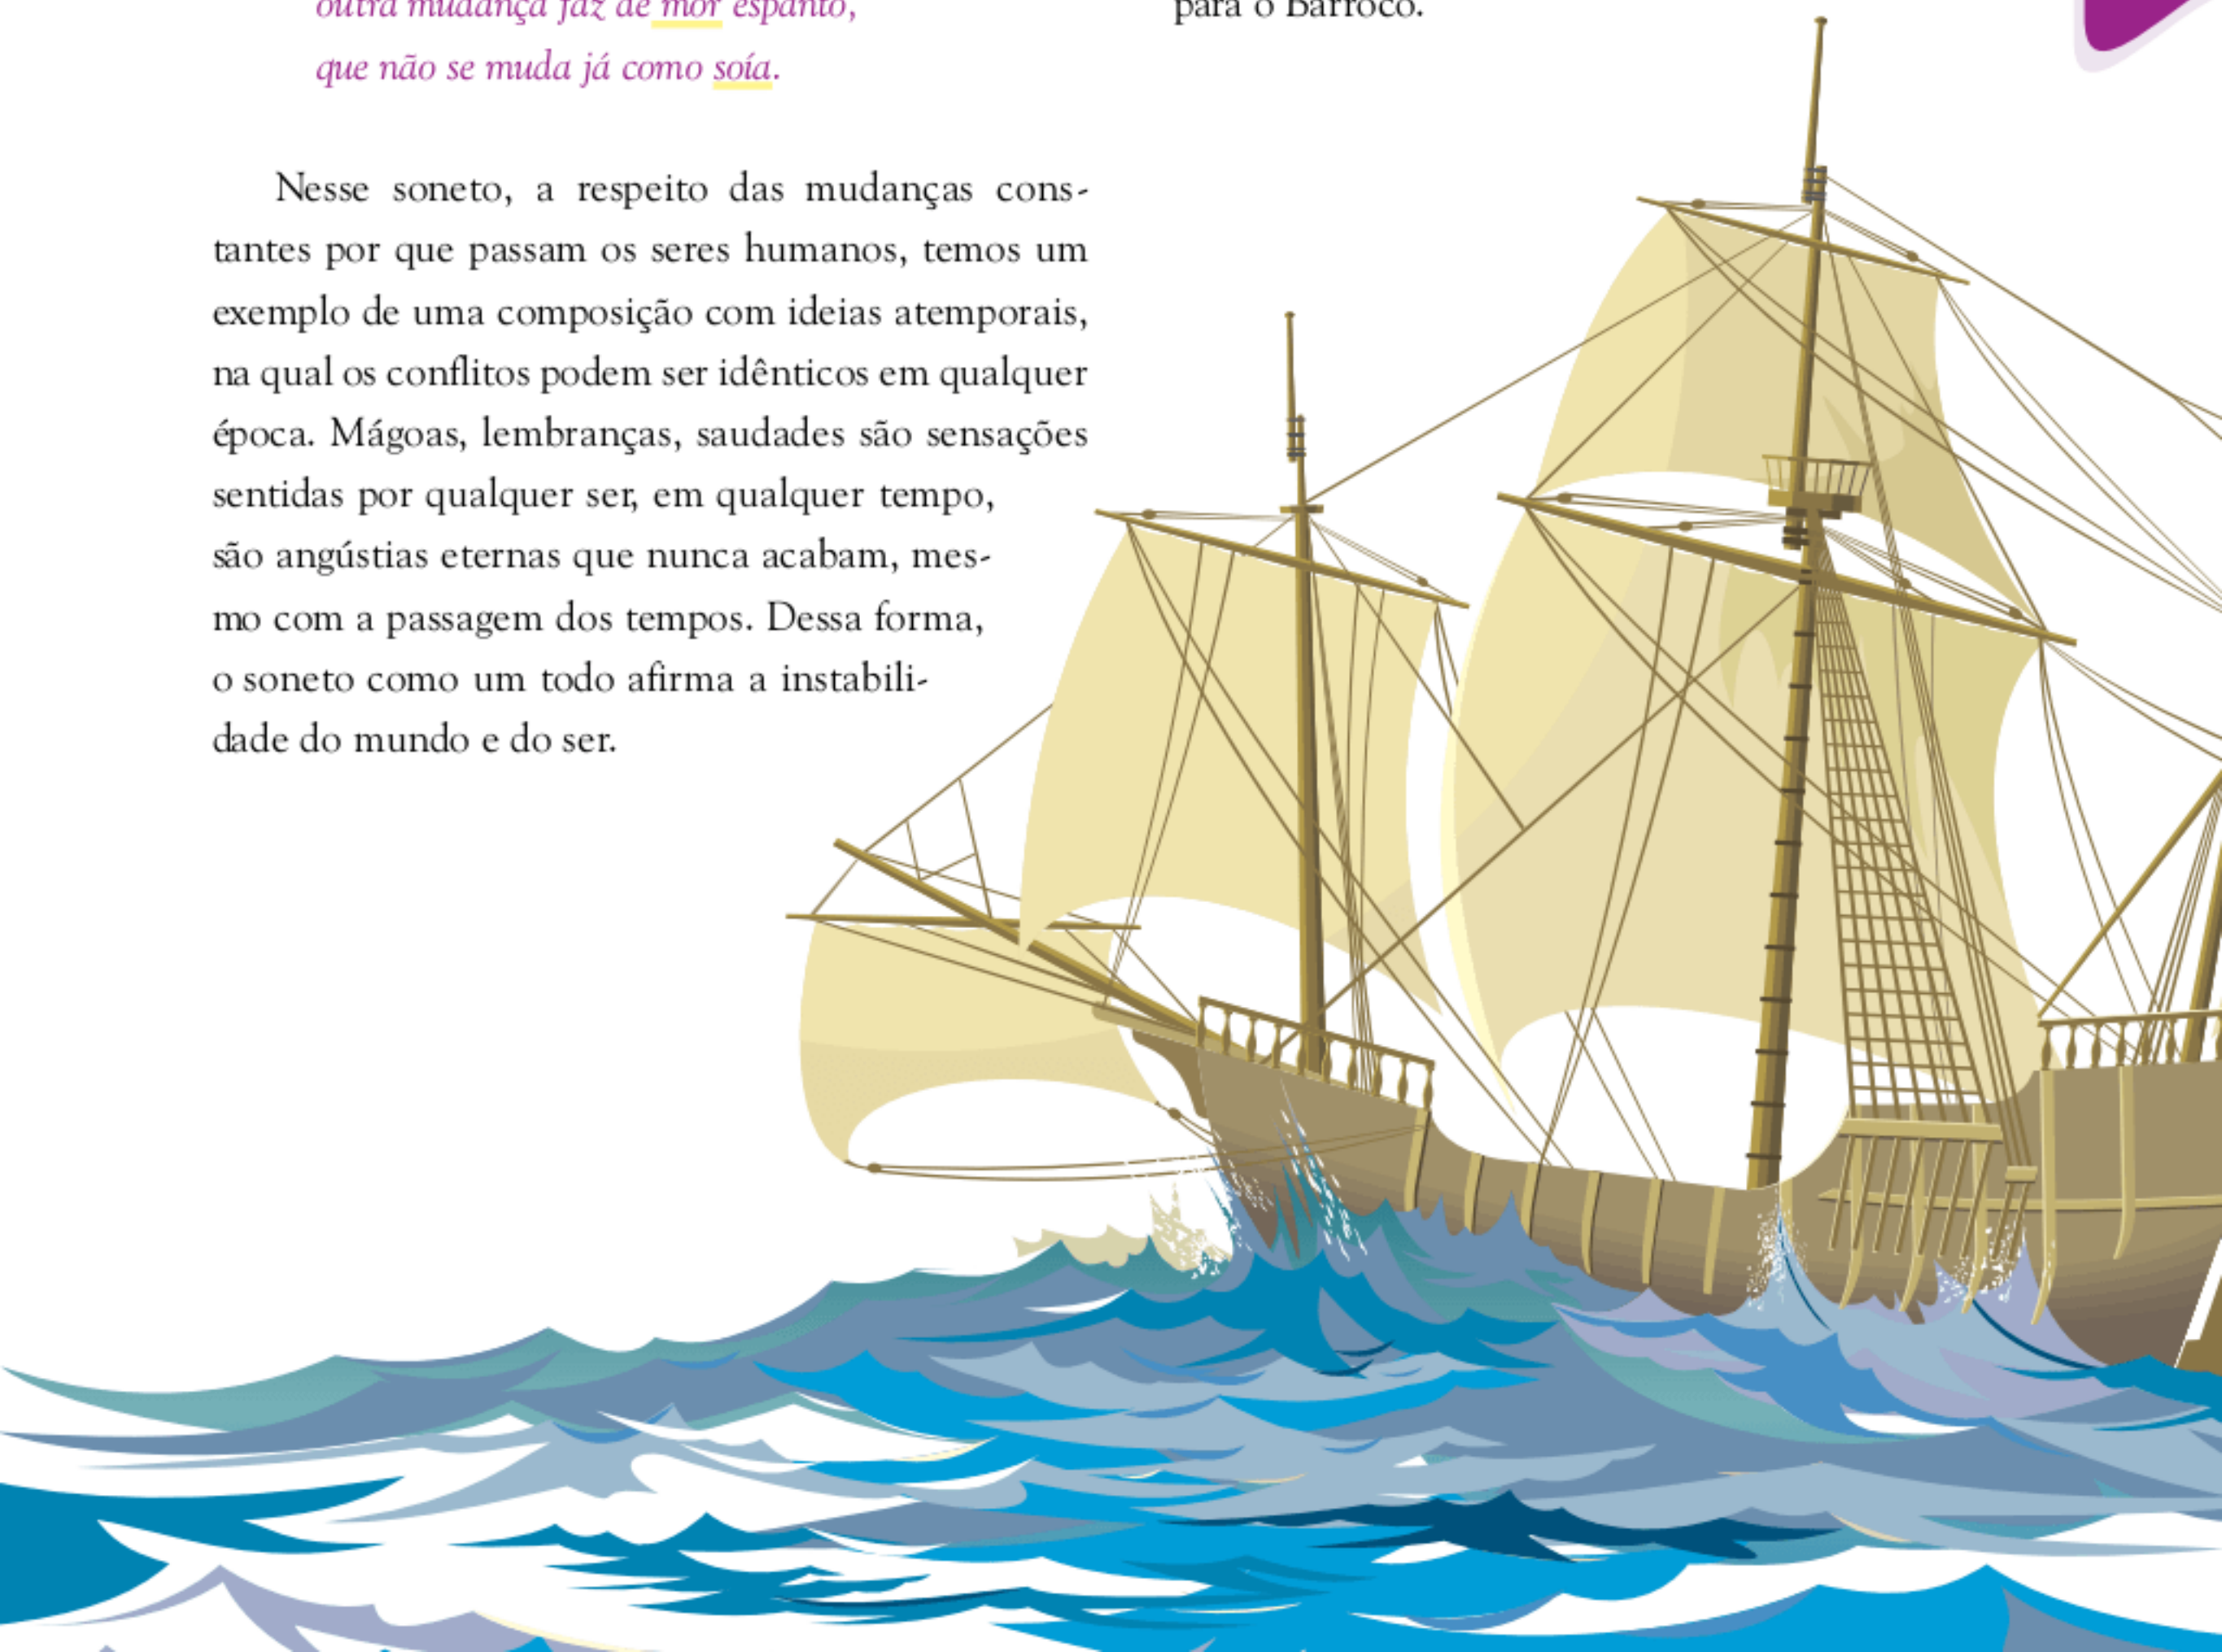 outra mudança faz de mor espanto,
que não se muda já como soía.
Nesse soneto, a respeito das mudanças cons-
tantes por que passam os seres humanos, temos um
exemplo de uma composição com ideias atemporais,
na qual os conflitos podem ser idênticos em qualquer
época. Mágoas, lembranças, saudades são sensações
sentidas por qualquer ser, em qualquer tempo,
são angústias eternas que nunca acabam, mes-
mo com a passagem dos tempos. Dessa forma,
o soneto como um todo afirma a instabili-
dade do mundo e do ser.
para o Barroco.